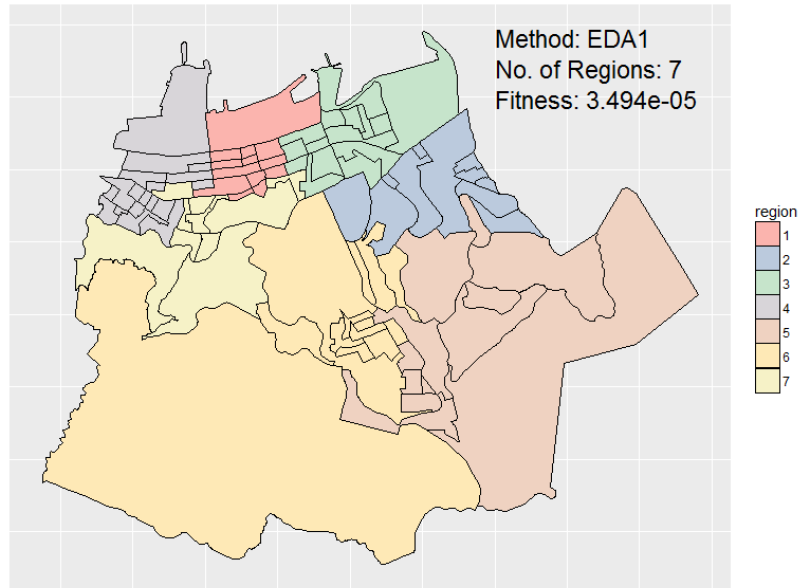 Method: EDA1
No. of Regions: 7
Fitness: 3.494e-05
region
1
2
3
4
5
6
7